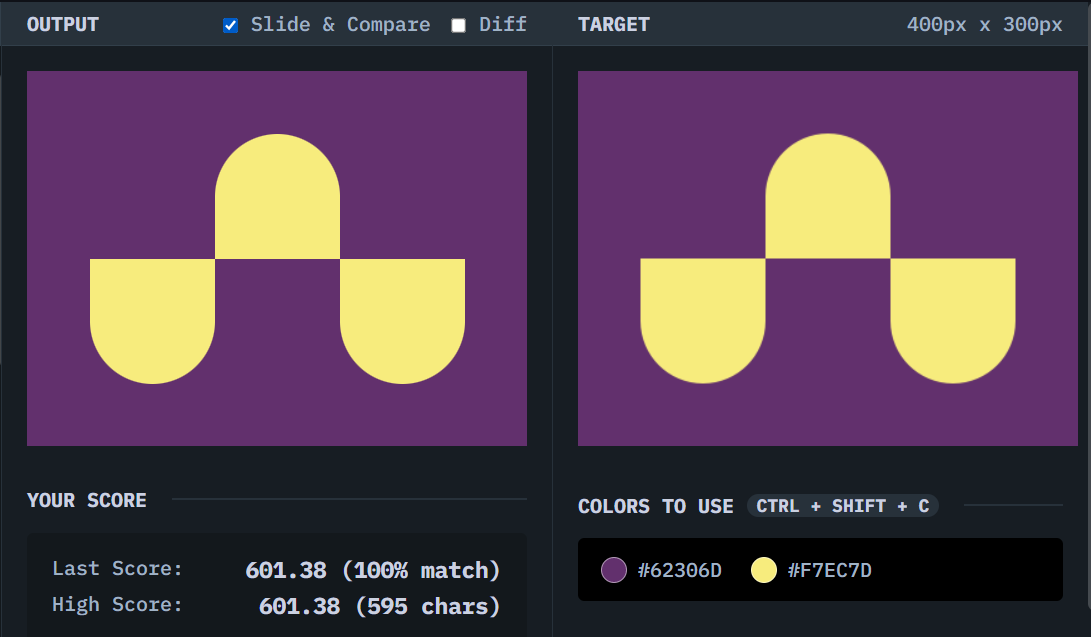 OUTPUT
Slide & Compare
Diff
TARGET
400px x 300px
YOUR SCORE
Last Score: 601.38 (100% match)
High Score: 601.38 (595 chars)
COLORS TO USE CTRL + SHIFT + C
#62306D #F7EC7D